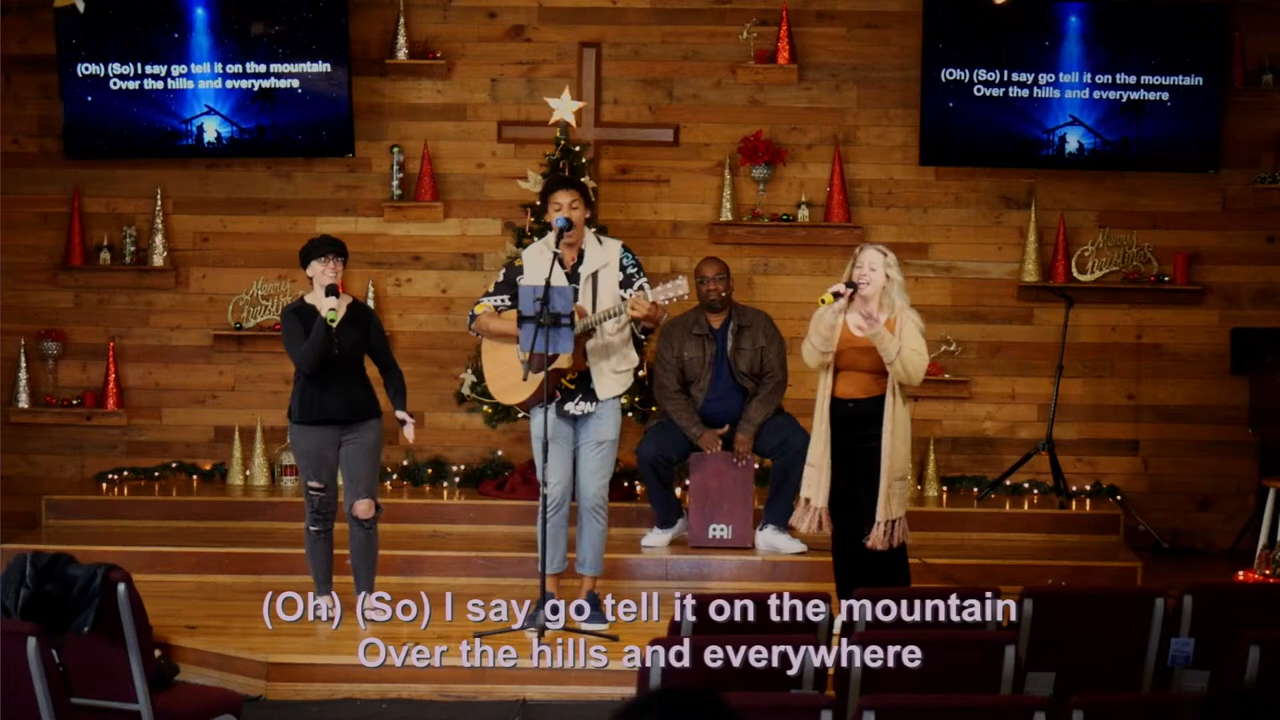 (Oh) (So) I say go tell it on the mountain
Over the hills and everywhere
(Oh) (So) I say go tell it on the mountain
Over the hills and everywhere
Merry
Christmas
Merry
Christmas
(Oh) (So) I say go tell it on the mountain
Over the hills and everywhere